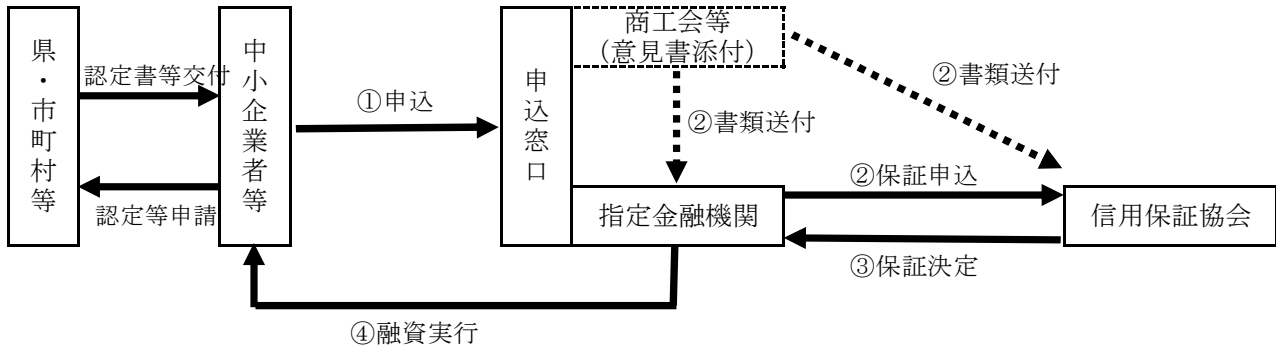 県・市町村等
認定書等交付
認定等申請
中小企業者等
①申込
申込窓口
商工会等
(意見書添付)
②書類送付
②書類送付
指定金融機関
②保証申込
③保証決定
信用保証協会
④融資実行